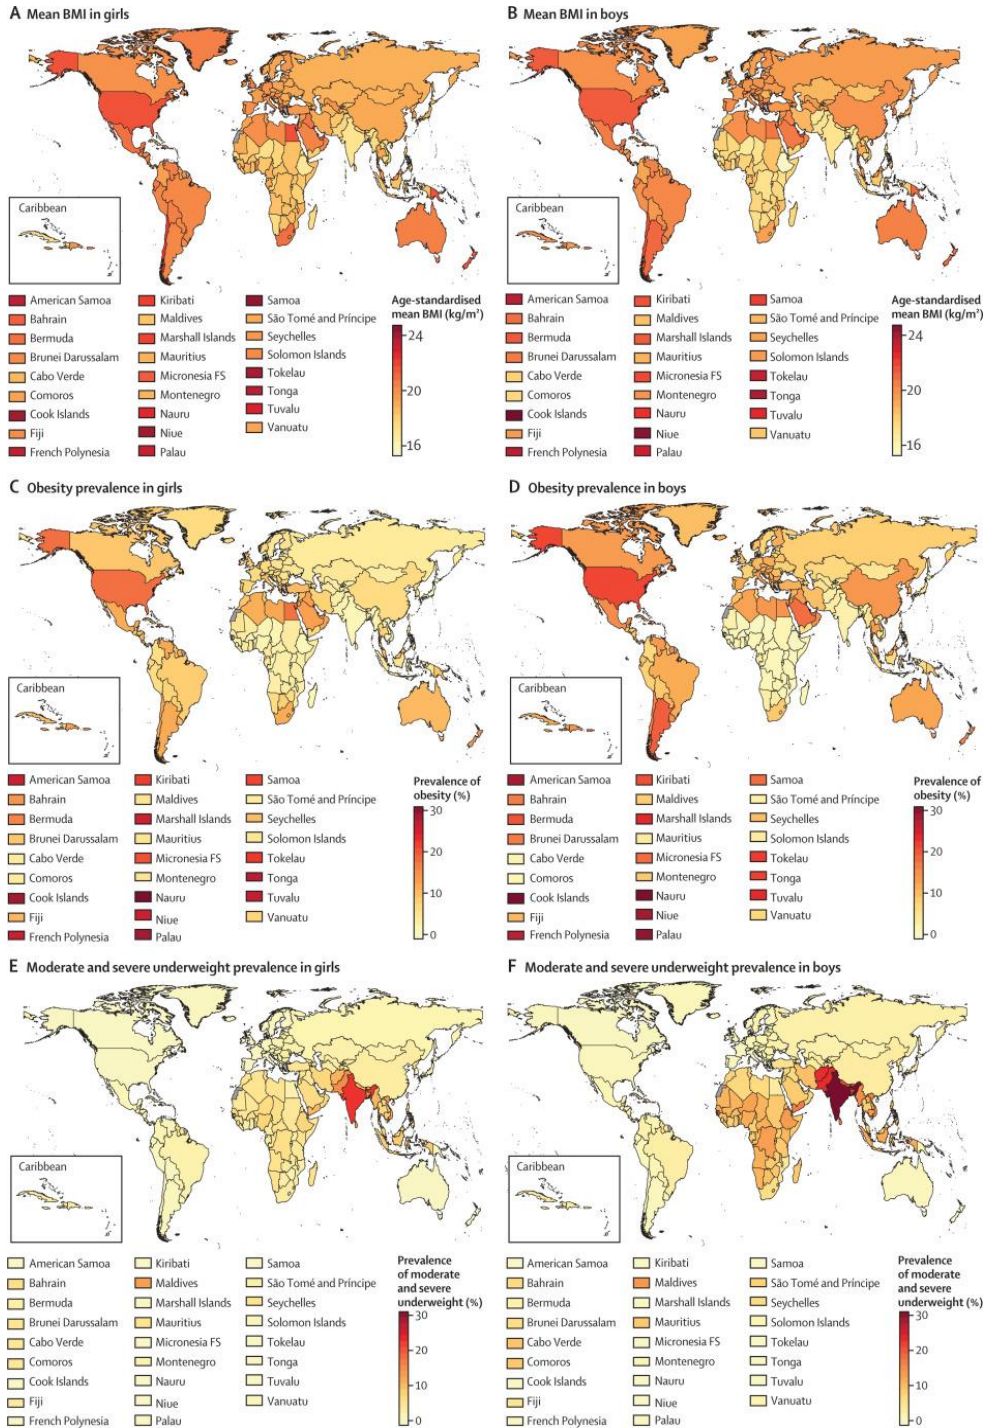 A Mean BMI in girls
Caribbean
American Samoa
Bahrain
Bermuda
Brunei Darussalam
Cabo Verde
Comoros
Cook Islands
Fiji
French Polynesia
Kiribati
Maldives
Marshall Islands
Mauritius
Micronesia FS
Montenegro
Nauru
Niue
Palau
Samoa
São Tomé and Príncipe
Seychelles
Solomon Islands
Tokelau
Tonga
Tuvalu
Vanuatu
Age-standardised
mean BMI (kg/m²)
24
20
16
B Mean BMI in boys
Caribbean
American Samoa
Bahrain
Bermuda
Brunei Darussalam
Cabo Verde
Comoros
Cook Islands
Fiji
French Polynesia
Kiribati
Maldives
Marshall Islands
Mauritius
Micronesia FS
Montenegro
Nauru
Niue
Palau
Samoa
São Tomé and Príncipe
Seychelles
Solomon Islands
Tokelau
Tonga
Tuvalu
Vanuatu
Age-standardised
mean BMI (kg/m²)
24
20
16
C Obesity prevalence in girls
Caribbean
American Samoa
Bahrain
Bermuda
Brunei Darussalam
Cabo Verde
Comoros
Cook Islands
Fiji
French Polynesia
Kiribati
Maldives
Marshall Islands
Mauritius
Micronesia FS
Montenegro
Nauru
Niue
Palau
Samoa
São Tomé and Príncipe
Seychelles
Solomon Islands
Tokelau
Tonga
Tuvalu
Vanuatu
Prevalence of
obesity (%)
30
20
10
0
D Obesity prevalence in boys
Caribbean
American Samoa
Bahrain
Bermuda
Brunei Darussalam
Cabo Verde
Comoros
Cook Islands
Fiji
French Polynesia
Kiribati
Maldives
Marshall Islands
Mauritius
Micronesia FS
Montenegro
Nauru
Niue
Palau
Samoa
São Tomé and Príncipe
Seychelles
Solomon Islands
Tokelau
Tonga
Tuvalu
Vanuatu
Prevalence of
obesity (%)
30
20
10
0
E Moderate and severe underweight prevalence in girls
Caribbean
American Samoa
Bahrain
Bermuda
Brunei Darussalam
Cabo Verde
Comoros
Cook Islands
Fiji
French Polynesia
Kiribati
Maldives
Marshall Islands
Mauritius
Micronesia FS
Montenegro
Nauru
Niue
Palau
Samoa
São Tomé and Príncipe
Seychelles
Solomon Islands
Tokelau
Tonga
Tuvalu
Vanuatu
Prevalence
of moderate
and severe
underweight (%)
30
20
10
0
F Moderate and severe underweight prevalence in boys
Caribbean
American Samoa
Bahrain
Bermuda
Brunei Darussalam
Cabo Verde
Comoros
Cook Islands
Fiji
French Polynesia
Kiribati
Maldives
Marshall Islands
Mauritius
Micronesia FS
Montenegro
Nauru
Niue
Palau
Samoa
São Tomé and Príncipe
Seychelles
Solomon Islands
Tokelau
Tonga
Tuvalu
Vanuatu
Prevalence
of moderate
and severe
underweight (%)
30
20
10
0